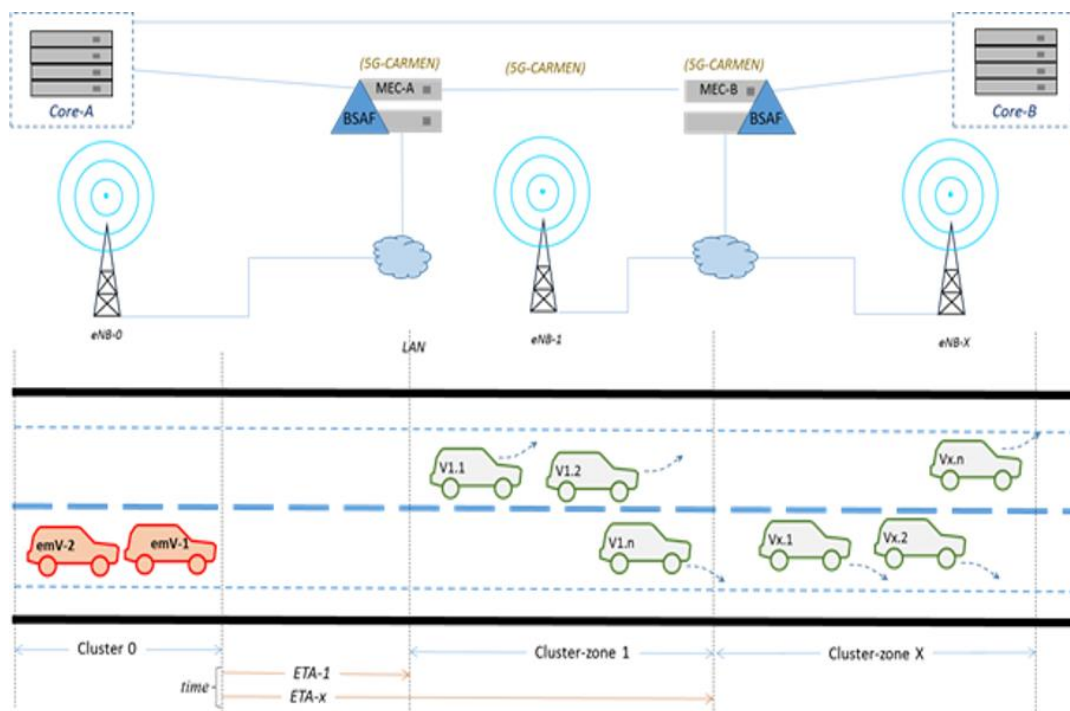 (5G-CARMEN)
(5G-CARMEN)
(5G-CARMEN)
MEC-A
MEC-B
Core-A
BSAF
BSAF
Core-B
eNB-0
LAN
eNB-1
eNB-X
V1.1
V1.2
Vx.n
emV-2
emV-1
V1.n
Vx.1
Vx.2
Cluster 0
Cluster-zone 1
Cluster-zone X
time
ETA-1
ETA-x